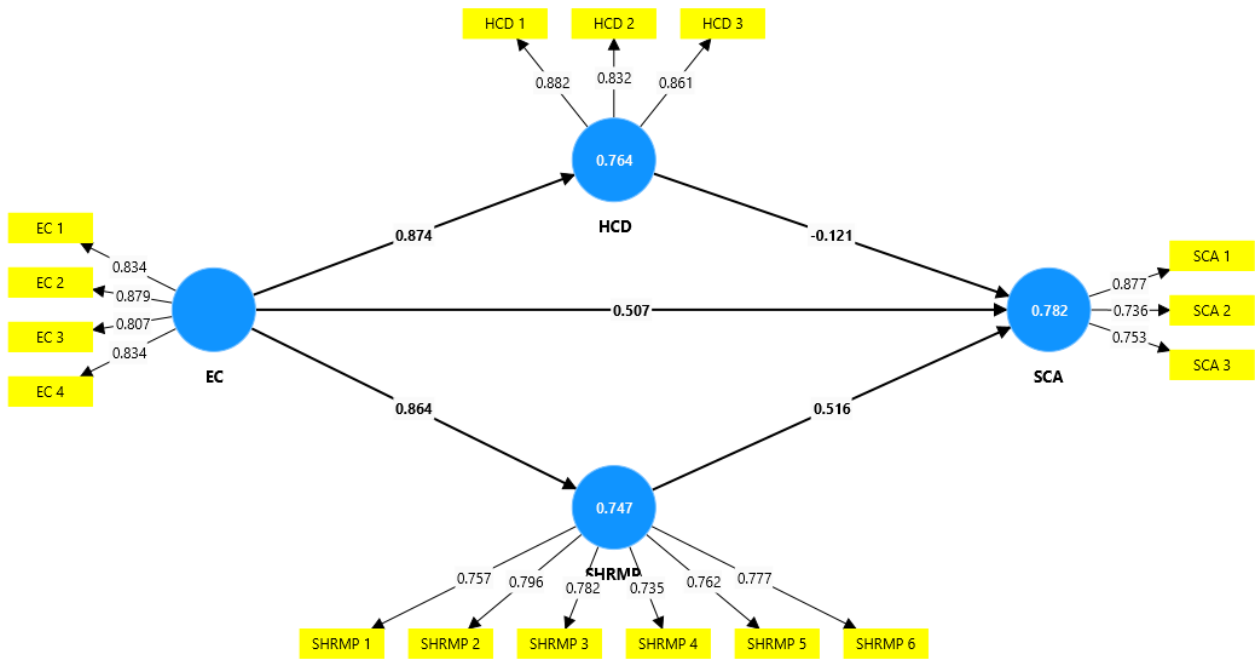 HCD 1
HCD 2
HCD 3
0.882
0.832
0.861
0.764
HCD
0.874
-0.121
EC 1
EC 2
EC 3
EC 4
0.834
0.879
0.807
0.834
EC
0.507
0.782
SCA
0.877
0.736
0.753
SCA 1
SCA 2
SCA 3
0.864
0.516
0.747
SHRMP
0.757
0.796
0.782
0.735
0.762
0.777
SHRMP 1
SHRMP 2
SHRMP 3
SHRMP 4
SHRMP 5
SHRMP 6